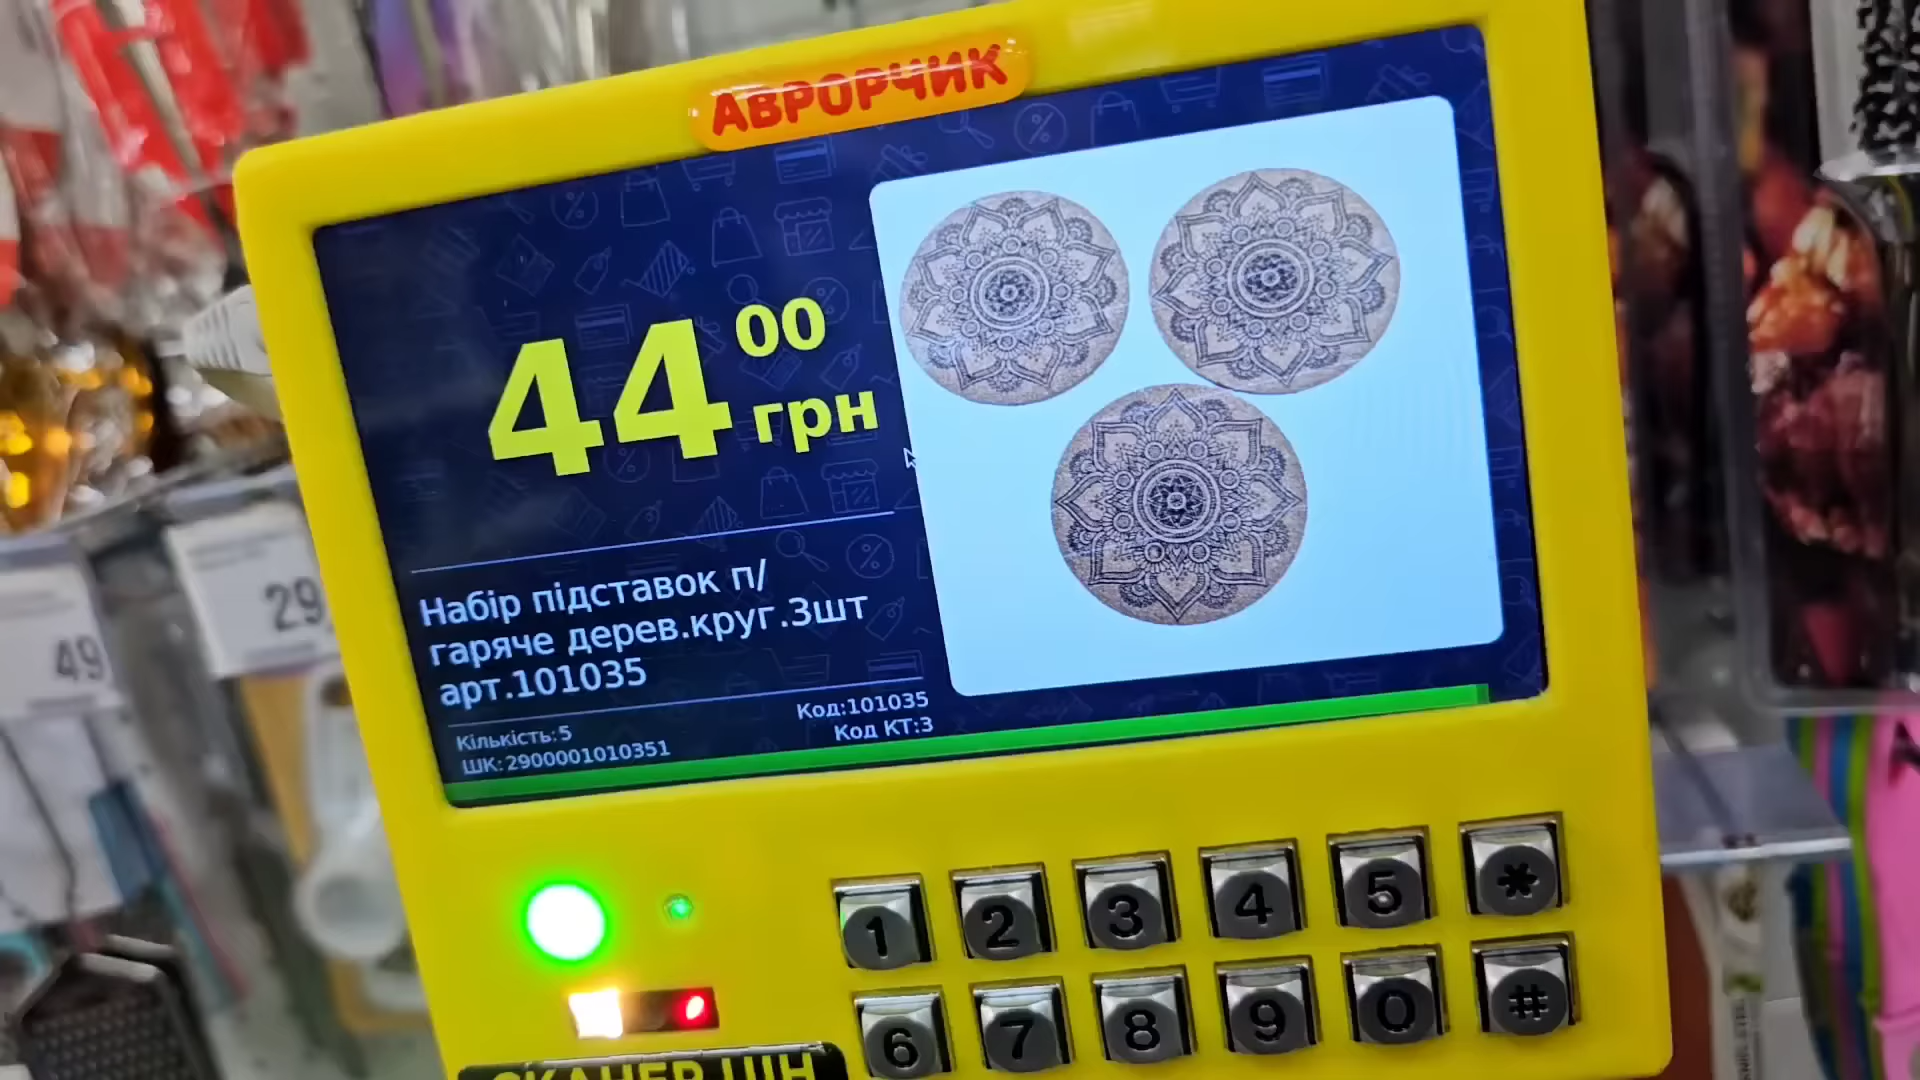 АВРОРЧИК
44 00 грн
Набір підставок п/
гаряче дерев.круг.3шт
арт.101035
Кількість:5
Код:101035
ШК:2900001010351
Код КТ:3
49
29
1 2 3 4 5 *
6 7 8 9 0 #
СКАНЕР ЦІН